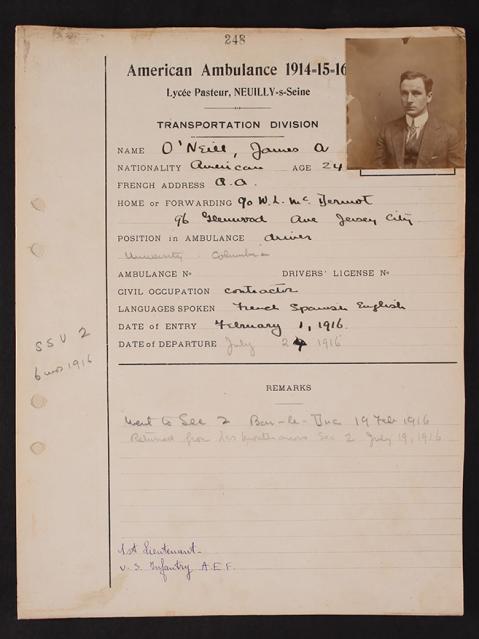 248
American Ambulance 1914=15=16
Lycée Pasteur, NEUILLY-s-Seine
TRANSPORTATION DIVISION
NAME O'Neill, James A
NATIONALITY American AGE 24
FRENCH ADDRESS A.A.
HOME or FORWARDING c/o W.L. McDermot
96 Glenwood Ave Jersey City.
POSITION in AMBULANCE driver
University Columbia
AMBULANCE No DRIVERS' LICENSE No
CIVIL OCCUPATION contractor
LANGUAGES SPOKEN French Spanish English
DATE OF ENTRY February 1, 1916.
DATE OF DEPARTURE July 24 1916
SSU 2
6 mos 1916
REMARKS
Went to Sec 2 Bar-le-Duc 19 Feb 1916
Returned from Sec 2 July 19, 1916
1st Lieutenant-
U.S. Infantry A.E.F.